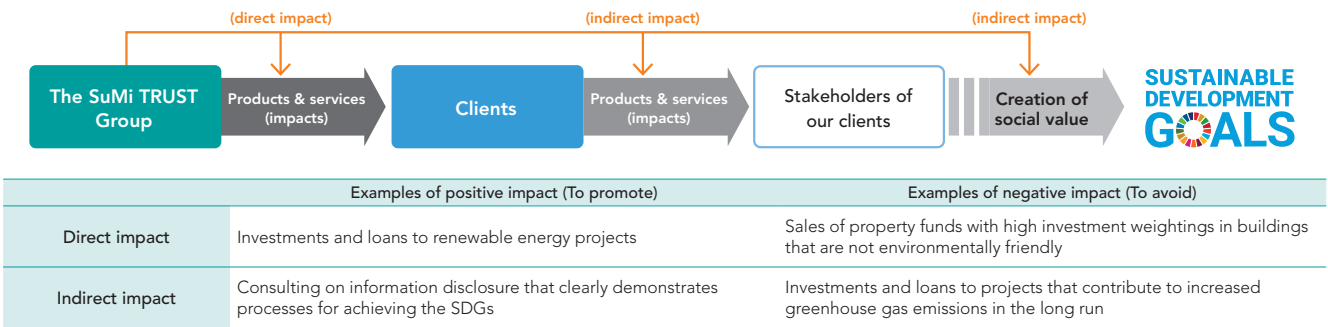 (direct impact)
(indirect impact)
(indirect impact)
The SuMi TRUST
Group
Products & services
(impacts)
Clients
Products & services
(impacts)
Stakeholders of
our clients
Creation of
social value
SUSTAINABLE
DEVELOPMENT
GOALS
Examples of positive impact (To promote)
Examples of negative impact (To avoid)
Direct impact
Investments and loans to renewable energy projects
Sales of property funds with high investment weightings in buildings
that are not environmentally friendly
Indirect impact
Consulting on information disclosure that clearly demonstrates
processes for achieving the SDGs
Investments and loans to projects that contribute to increased
greenhouse gas emissions in the long run